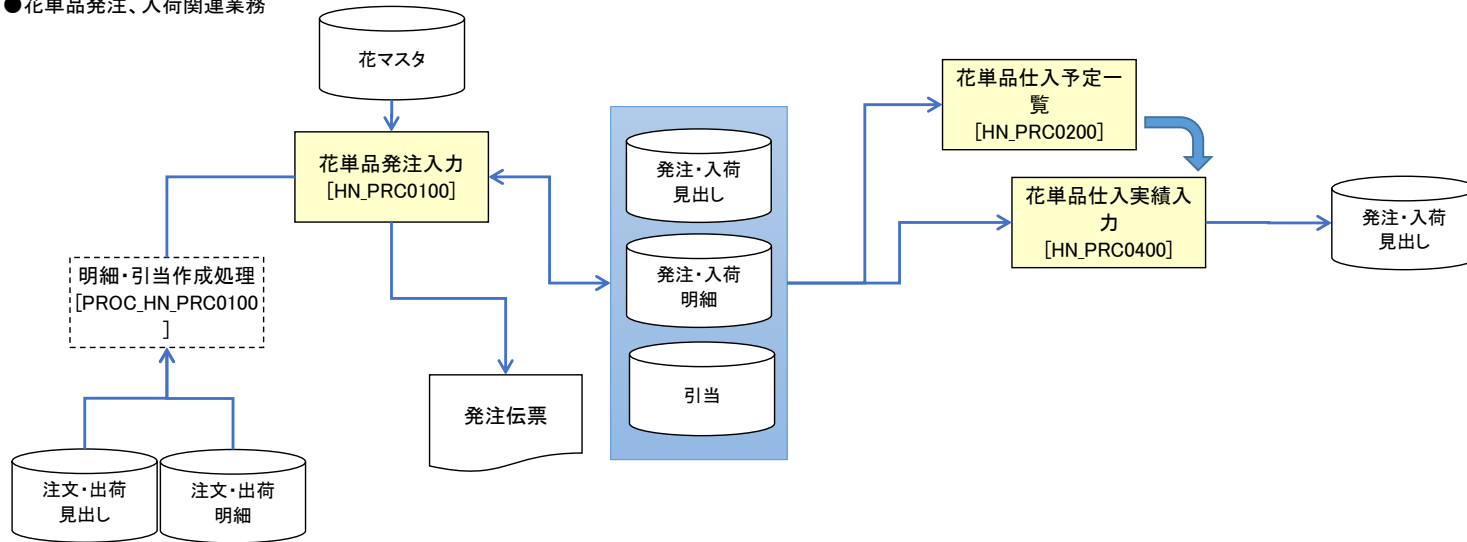 ●花単品発注、入荷関連業務
花マスタ
花単品発注入力
[HN_PRC0100]
明細・引当作成処理
[PROC_HN_PRC0100
]
注文・出荷
見出し
注文・出荷
明細
発注伝票
発注・入荷
見出し
発注・入荷
明細
引当
花単品仕入予定一
覧
[HN_PRC0200]
花単品仕入実績入
力
[HN_PRC0400]
発注・入荷
見出し